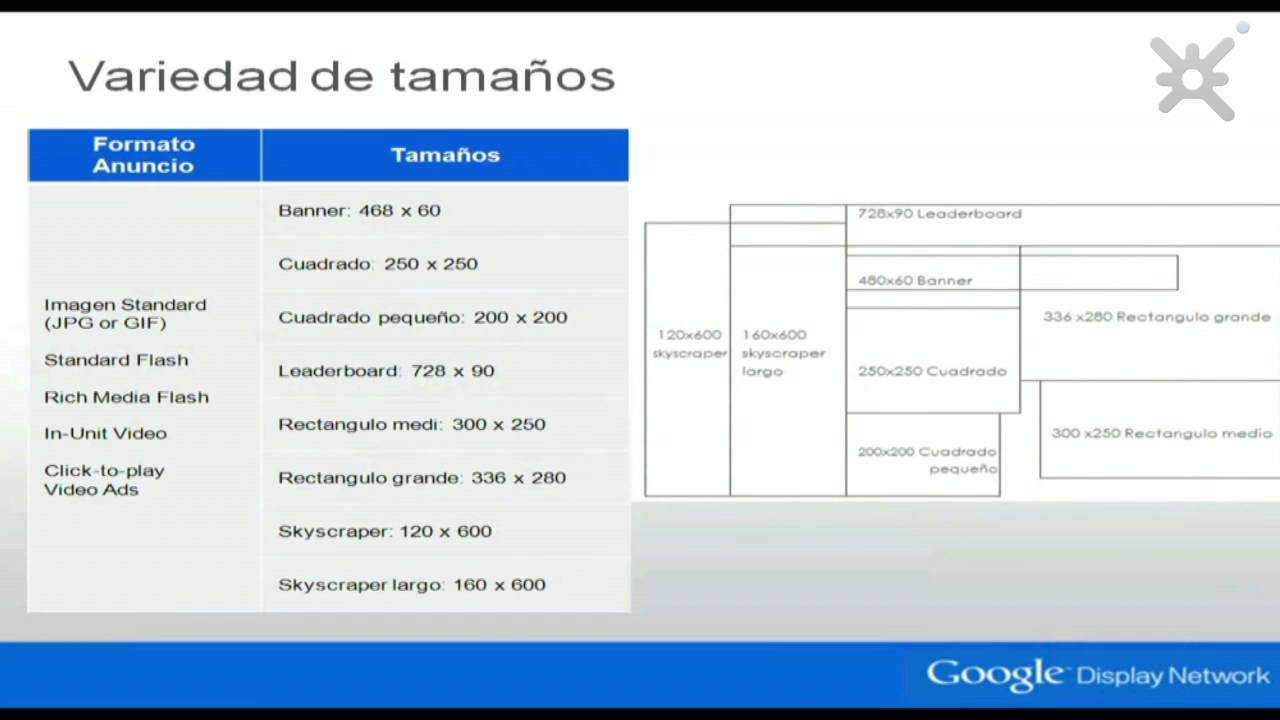 Variedad de tamaños
Formato
Anuncio
Tamaños
Imagen Standard
(JPG or GIF)
Standard Flash
Rich Media Flash
In-Unit Video
Click-to-play
Video Ads
Banner: 468 x 60
Cuadrado: 250 x 250
Cuadrado pequeño: 200 x 200
Leaderboard: 728 x 90
Rectangulo medi: 300 x 250
Rectangulo grande: 336 x 280
Skyscraper: 120 x 600
Skyscraper largo: 160 x 600
728x90 Leaderboard
480x60 Banner
336 x280 Rectangulo grande
120x600
skyscraper
160x600
skyscraper
largo
250x250 Cuadrado
300 x250 Rectangulo medio
200x200 Cuadrado
pequeño
Google Display Network